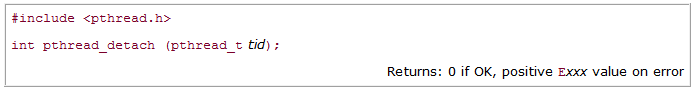 #include <pthread.h>
int pthread_detach (pthread_t tid);
Returns: 0 if OK, positive Exxx value on error